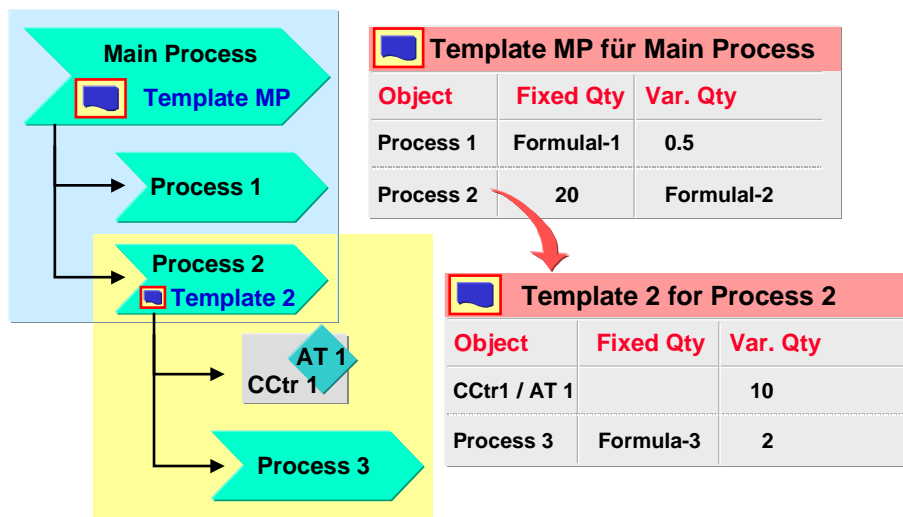 Main Process
Template MP
Process 1
Process 2
Template 2
AT 1
CCtr 1
Process 3
Template MP für Main Process
Object Fixed Qty Var. Qty
Process 1 Formulal-1 0.5
Process 2 20 Formulal-2
Template 2 for Process 2
Object Fixed Qty Var. Qty
CCtr1 / AT 1 10
Process 3 Formula-3 2